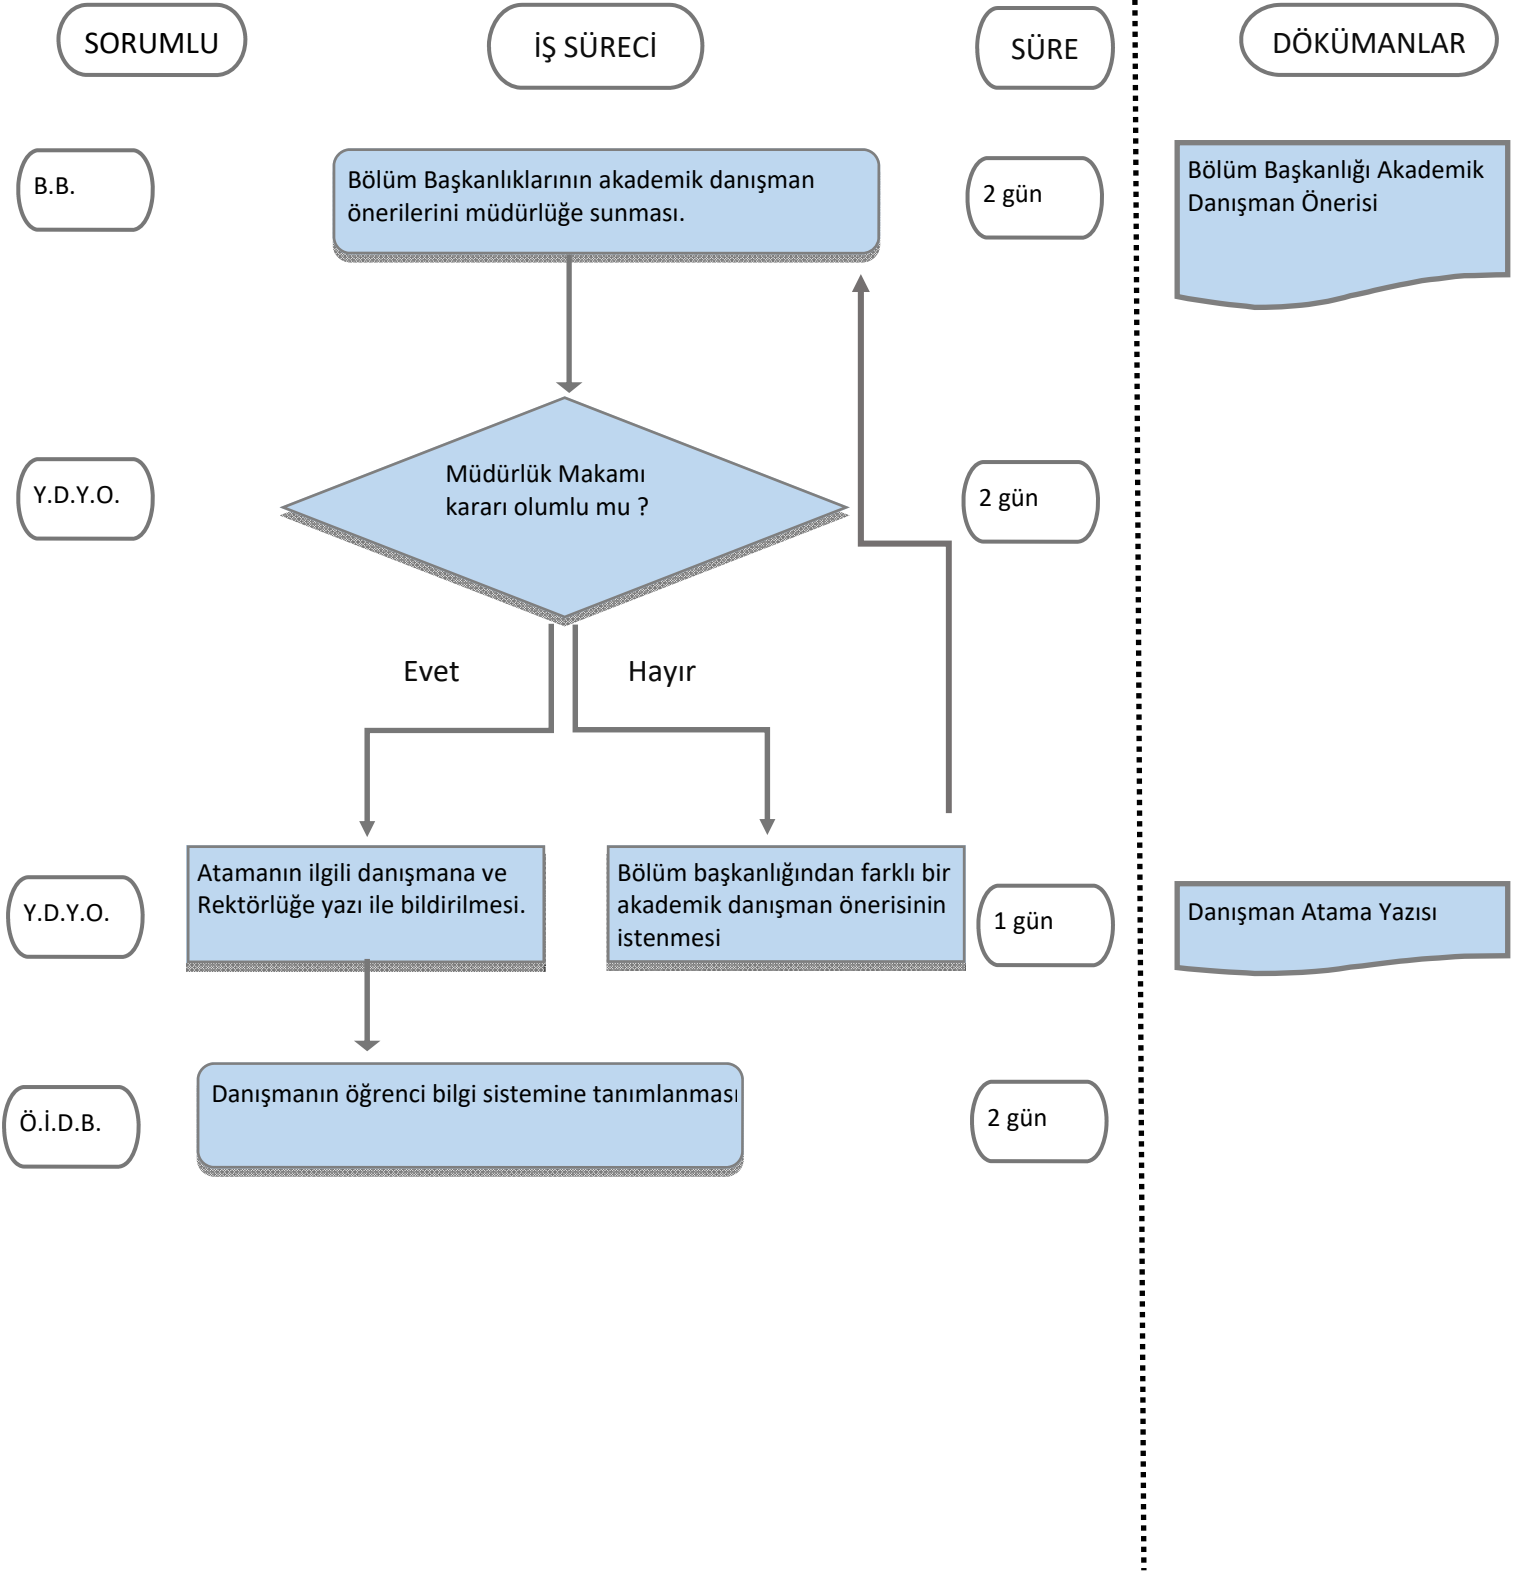 SORUMLU
İŞ SÜRECİ
SÜRE
DÖKÜMANLAR
B.B.
Bölüm Başkanlıklarının akademik danışman
önerilerini müdürlüğe sunması.
2 gün
Bölüm Başkanlığı Akademik
Danışman Önerisi
Y.D.Y.O.
Müdürlük Makamı
kararı olumlu mu ?
2 gün
Evet
Hayır
Y.D.Y.O.
Atamanın ilgili danışmana ve
Rektörlüğe yazı ile bildirilmesi.
Bölüm başkanlığından farklı bir
akademik danışman önerisinin
istenmesi
1 gün
Danışman Atama Yazısı
Ö.İ.D.B.
Danışmanın öğrenci bilgi sistemine tanımlanması
2 gün